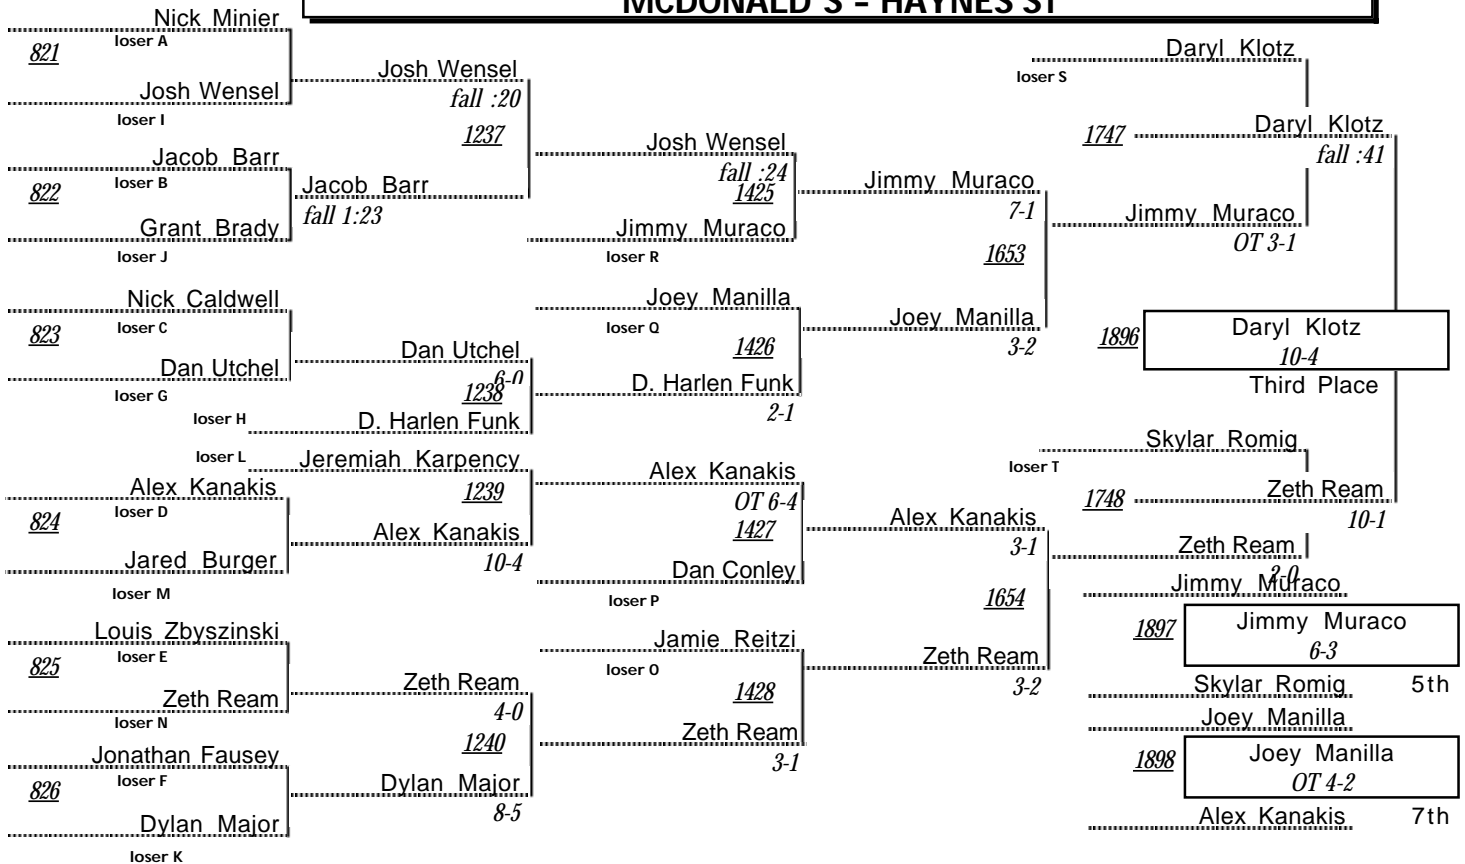 MCDONALD'S – HAYNES ST
Nick Minier
821
loser A
Josh Wensel
loser I
Jacob Barr
822
loser B
Grant Brady
loser J
Nick Caldwell
823
loser C
Dan Utchel
loser G
loser H
D. Harlen Funk
loser L
Jeremiah Karpency
Alex Kanakis
824
loser D
Jared Burger
loser M
Louis Zbyszinski
825
loser E
Zeth Ream
loser N
Jonathan Fausey
826
loser F
Dylan Major
loser K
Josh Wensel
fall :20
1237
Jacob Barr
fall 1:23
Dan Utchel
6-0
1238
1239
Alex Kanakis
10-4
Zeth Ream
4-0
1240
Dylan Major
8-5
Josh Wensel
fall :24
1425
Jimmy Muraco
loser R
Joey Manilla
loser Q
1426
D. Harlen Funk
2-1
Alex Kanakis
OT 6-4
1427
Dan Conley
loser P
Jamie Reitzi
loser O
1428
Zeth Ream
3-1
Jimmy Muraco
7-1
1653
Joey Manilla
3-2
Alex Kanakis
3-1
1654
Zeth Ream
3-2
Daryl Klotz
loser S
1747
Daryl Klotz
fall :41
Jimmy Muraco
OT 3-1
1896
Daryl Klotz
10-4
Third Place
Skylar Romig
loser T
1748
Zeth Ream
10-1
Zeth Ream
2-0
Jimmy Muraco
1897
Jimmy Muraco
6-3
Skylar Romig
5th
Joey Manilla
1898
Joey Manilla
OT 4-2
Alex Kanakis
7th